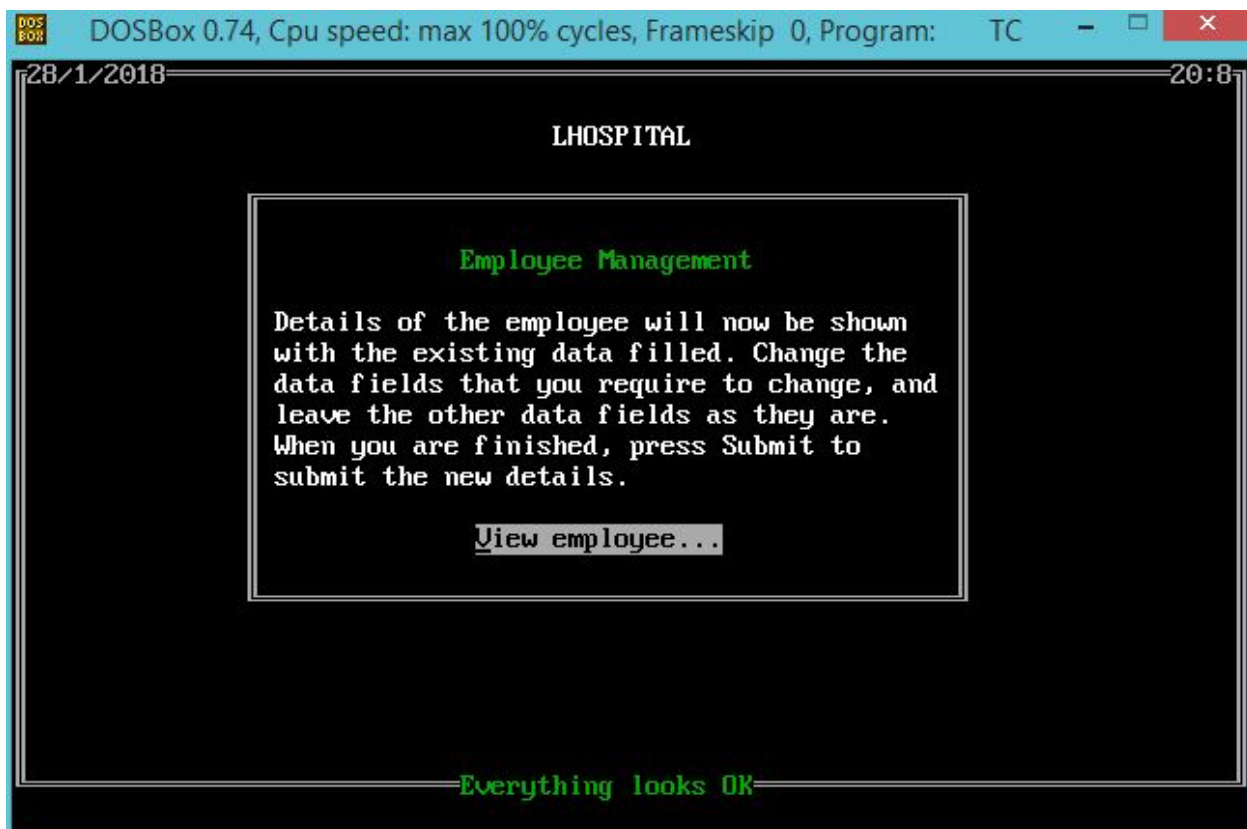 DOS BOX DOSBox 0.74, Cpu speed: max 100% cycles, Frameskip 0, Program: TC
28/1/2018 20:8
LHOSPITAL
Employee Management
Details of the employee will now be shown
with the existing data filled. Change the
data fields that you require to change, and
leave the other data fields as they are.
When you are finished, press Submit to
submit the new details.
View employee...
Everything looks OK